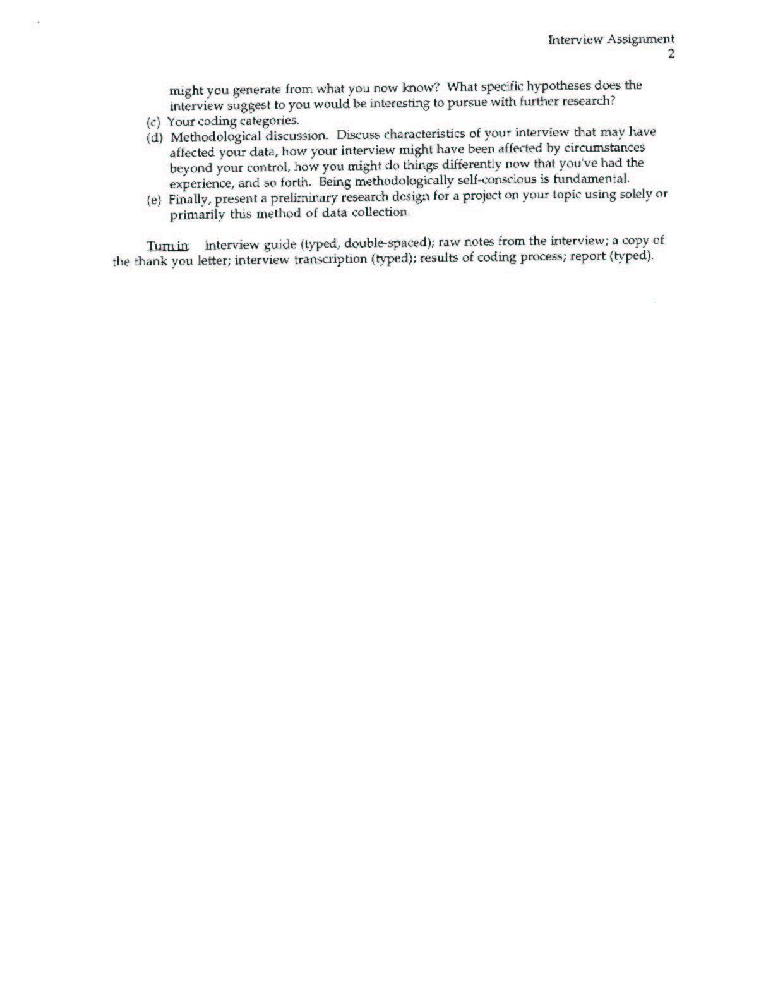 Interview Assignment
2
might you generate from what you now know? What specific hypotheses does the
interview suggest to you would be interesting to pursue with further research?
(c) Your coding categories.
(d) Methodological discussion. Discuss characteristics of your interview that may have
affected your data, how your interview might have been affected by circumstances
beyond your control, how you might do things differently now that you've had the
experience, and so forth. Being methodologically self-conscious is fundamental.
(e) Finally, present a preliminary research design for a project on your topic using solely or
primarily this method of data collection.
Turn in: interview guide (typed, double-spaced); raw notes from the interview; a copy of
the thank you letter; interview transcription (typed); results of coding process; report (typed).